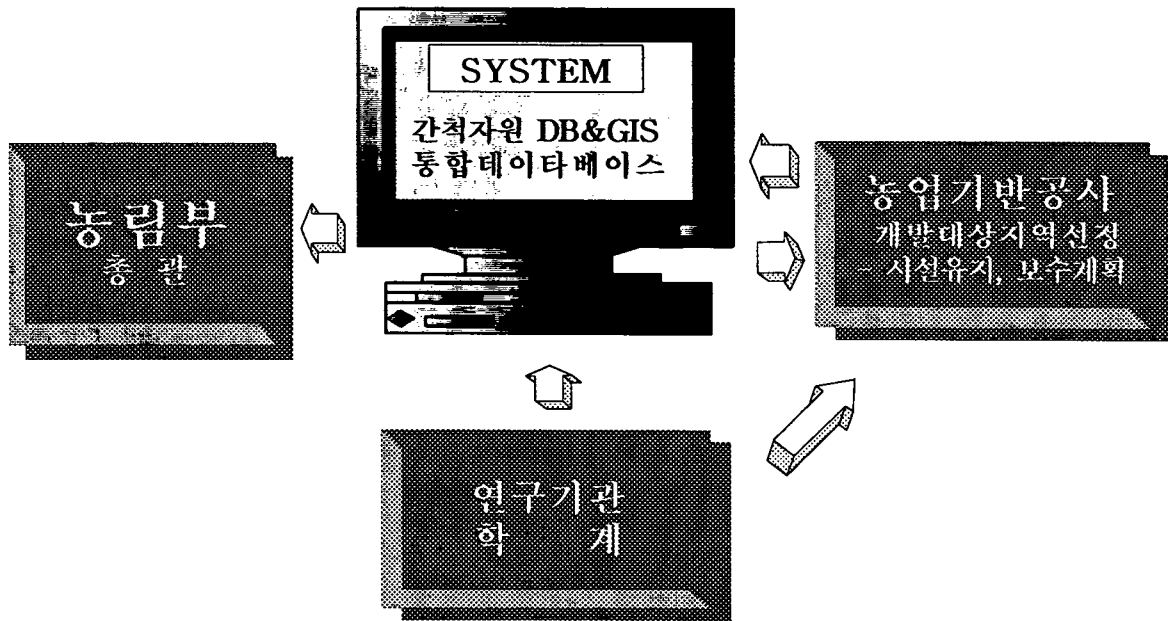 SYSTEM
간척자원 DB&GIS
통합데이타베이스
농림부
총 관
농업기반공사
개발대상지역선정
- 시설유지, 보수계획
연구기관
학 계